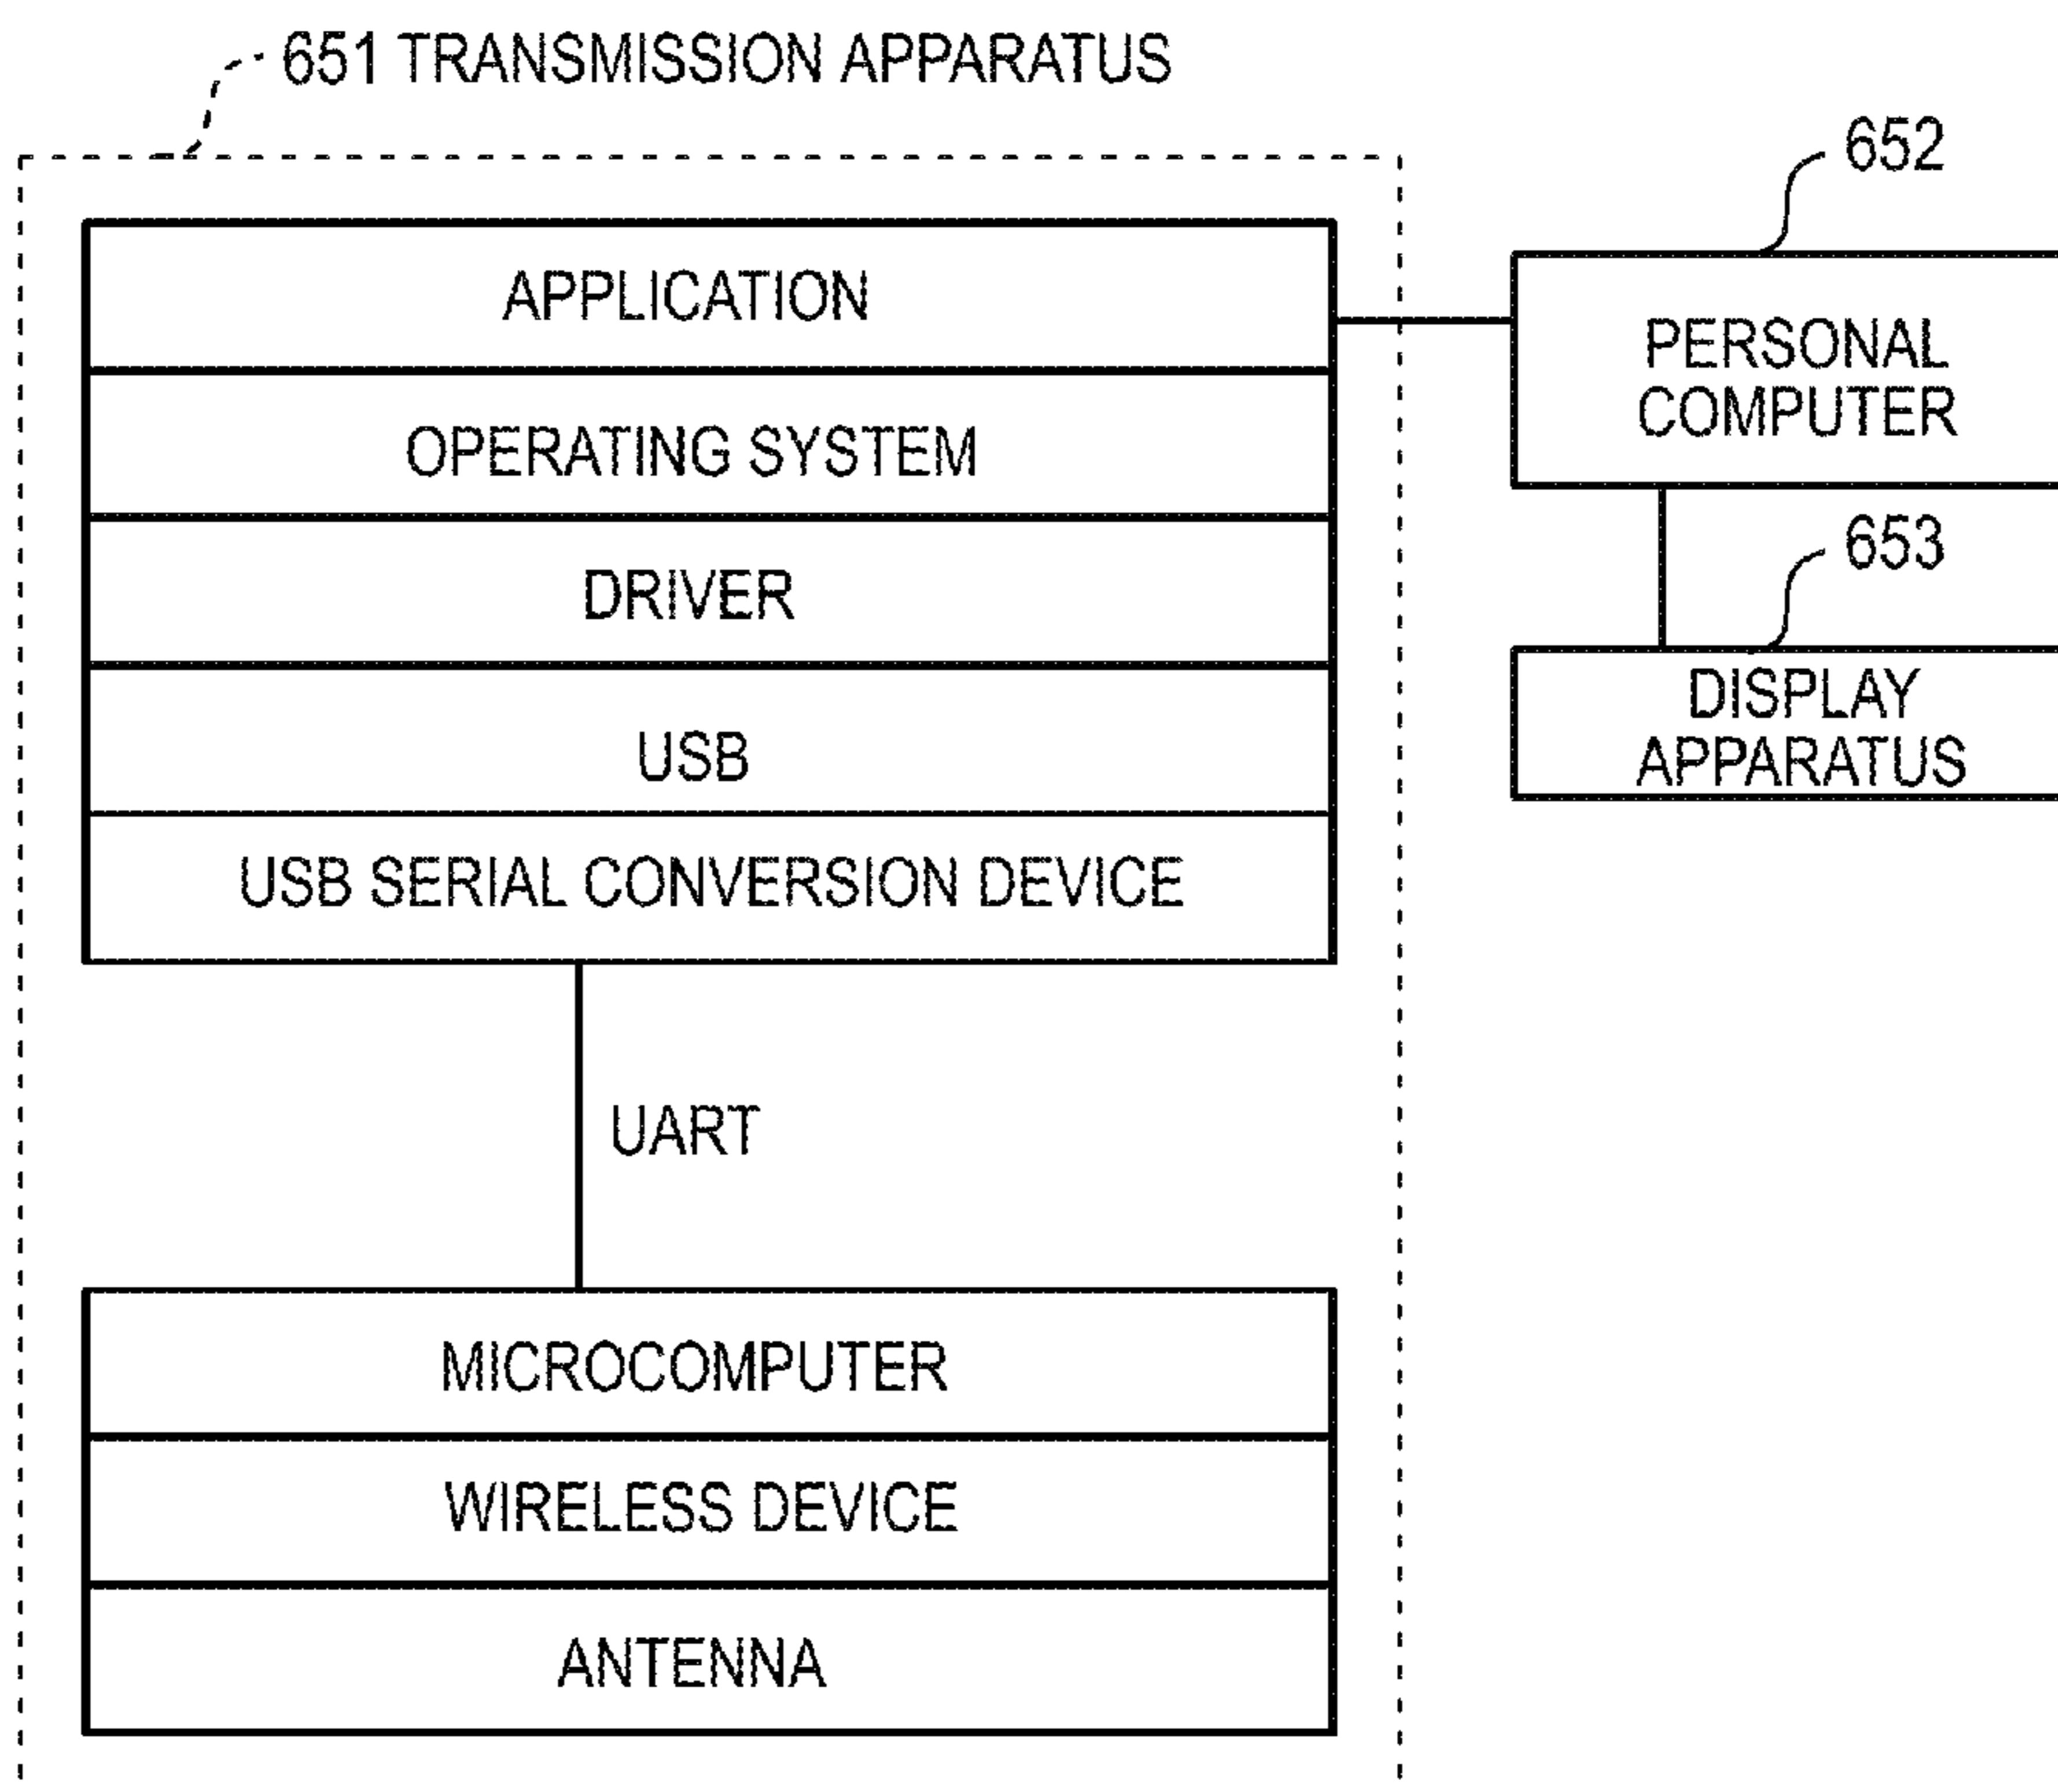 651 TRANSMISSION APPARATUS
652
APPLICATION
PERSONAL
COMPUTER
OPERATING SYSTEM
653
DRIVER
DISPLAY
APPARATUS
USB
USB SERIAL CONVERSION DEVICE
UART
MICROCOMPUTER
WIRELESS DEVICE
ANTENNA